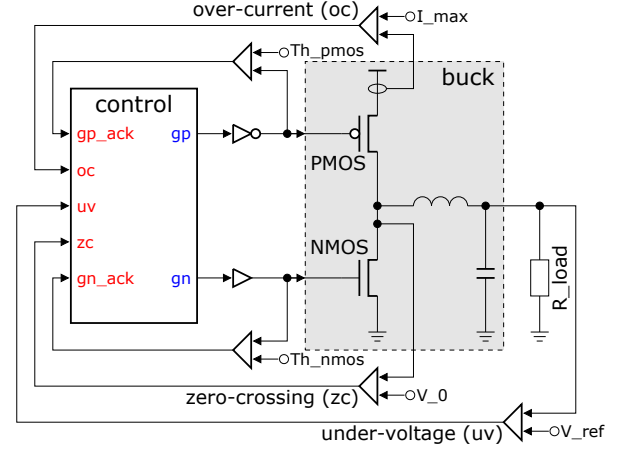 over-current (oc)
I_max
Th_pmos
buck
control
gp_ack
gp
oc
PMOS
uv
zc
NMOS
gn_ack
gn
R_load
Th_nmos
zero-crossing (zc)
V_0
under-voltage (uv)
V_ref